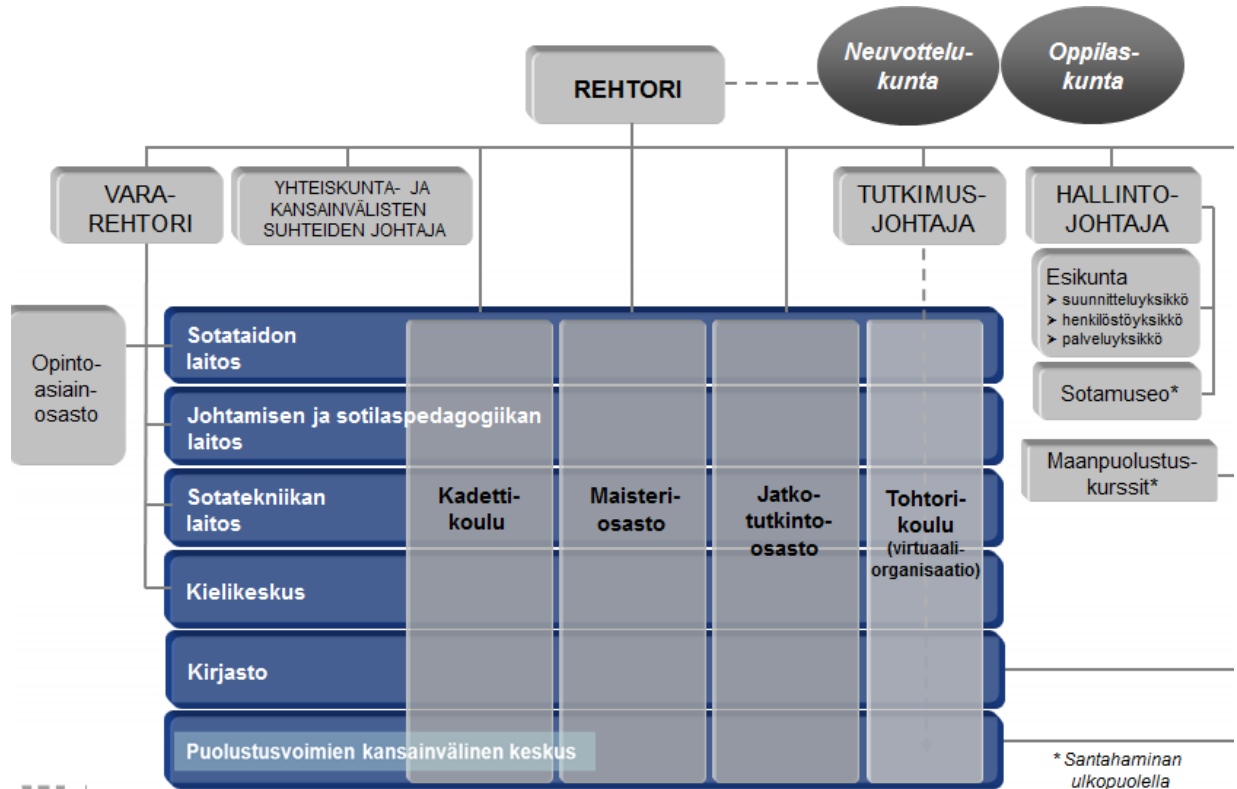 REHTORI
Neuvottelu-
kunta
Oppilas-
kunta
VARA-
REHTORI
YHTEISKUNTA- JA
KANSAINVÄLISTEN
SUHTEIDEN JOHTAJA
TUTKIMUS-
JOHTAJA
HALLINTO-
JOHTAJA
Esikunta
➤ suunnitteluyksikkö
➤ henkilöstöyksikkö
➤ palveluyksikkö
Sotamuseo*
Maanpuolustus-
kurssit*
Opinto-
asiain-
osasto
Sotataidon
laitos
Johtamisen ja sotilaspedagogiikan
laitos
Sotatekniikan
laitos
Kielikeskus
Kirjasto
Puolustusvoimien kansainvälinen keskus
Kadetti-
koulu
Maisteri-
osasto
Jatko-
tutkinto-
osasto
Tohtori-
koulu
(virtuaali-
organisaatio)
* Santahaminan
ulkopuolella